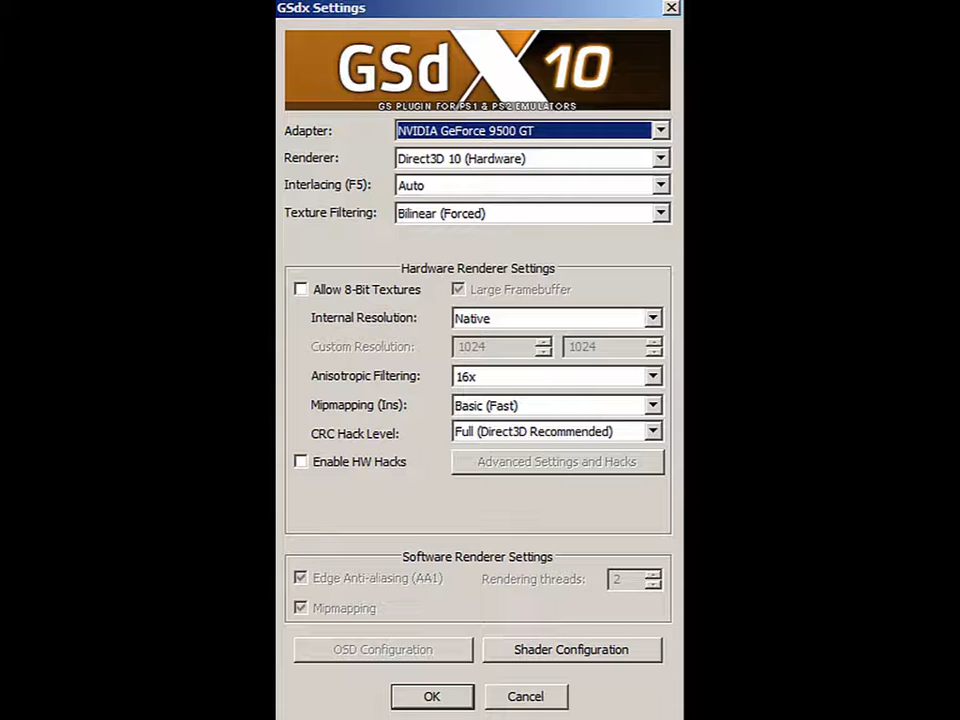 GSdx Settings
GSdX10
GS PLUGIN FOR PS1 & PS2 EMULATORS
Adapter: NVIDIA GeForce 9500 GT
Renderer: Direct3D 10 (Hardware)
Interlacing (F5): Auto
Texture Filtering: Bilinear (Forced)
Hardware Renderer Settings
Allow 8-Bit Textures Large Framebuffer
Internal Resolution: Native
Custom Resolution: 1024 1024
Anisotropic Filtering: 16x
Mipmapping (Ins): Basic (Fast)
CRC Hack Level: Full (Direct3D Recommended)
Enable HW Hacks Advanced Settings and Hacks
Software Renderer Settings
Edge Anti-aliasing (AA1) Rendering threads: 2
Mipmapping
OSD Configuration Shader Configuration
OK Cancel